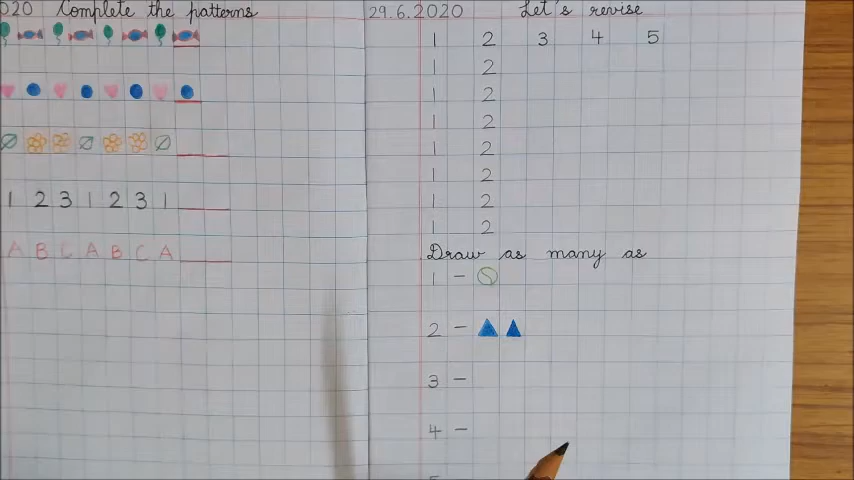 020 Complete the patterns
1 2 3 1 2 3 1
A B C A B C A
29.6.2020 Let's revise
1 2 3 4 5
1 2
1 2
1 2
1 2
1 2
1 2
1 2
Draw as many as
1 -
2 -
3 -
4 -